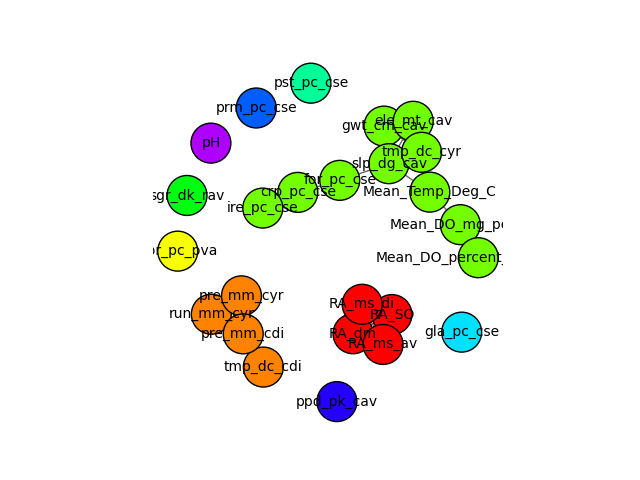 pst_pc_cse
prm_pc_cse
ele_mt_cav
gwt_cm_cav
pH
tmp_dc_cyr
slp_dg_cav
for_pc_cse
crp_pc_cse
Mean_Temp_Deg_C
sgr_dk_rav
ire_pc_cse
Mean_DO_mg_pe
or_pc_pva
Mean_DO_percent_
pre_mm_cyr
RA_ms_di
run_mm_cyr
RA_SO
pre_mm_cdi
RA_dm
gla_pc_cse
RA_ms_av
tmp_dc_cdi
ppd_pk_cav